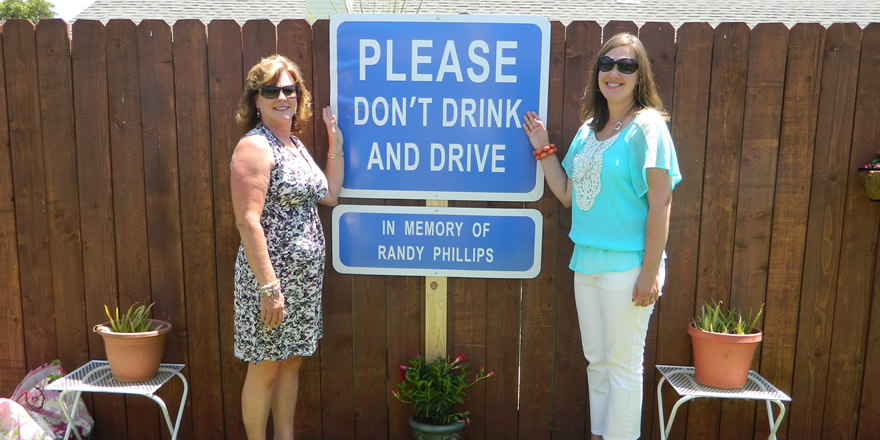 PLEASE
DON'T DRINK
AND DRIVE
IN MEMORY OF
RANDY PHILLIPS